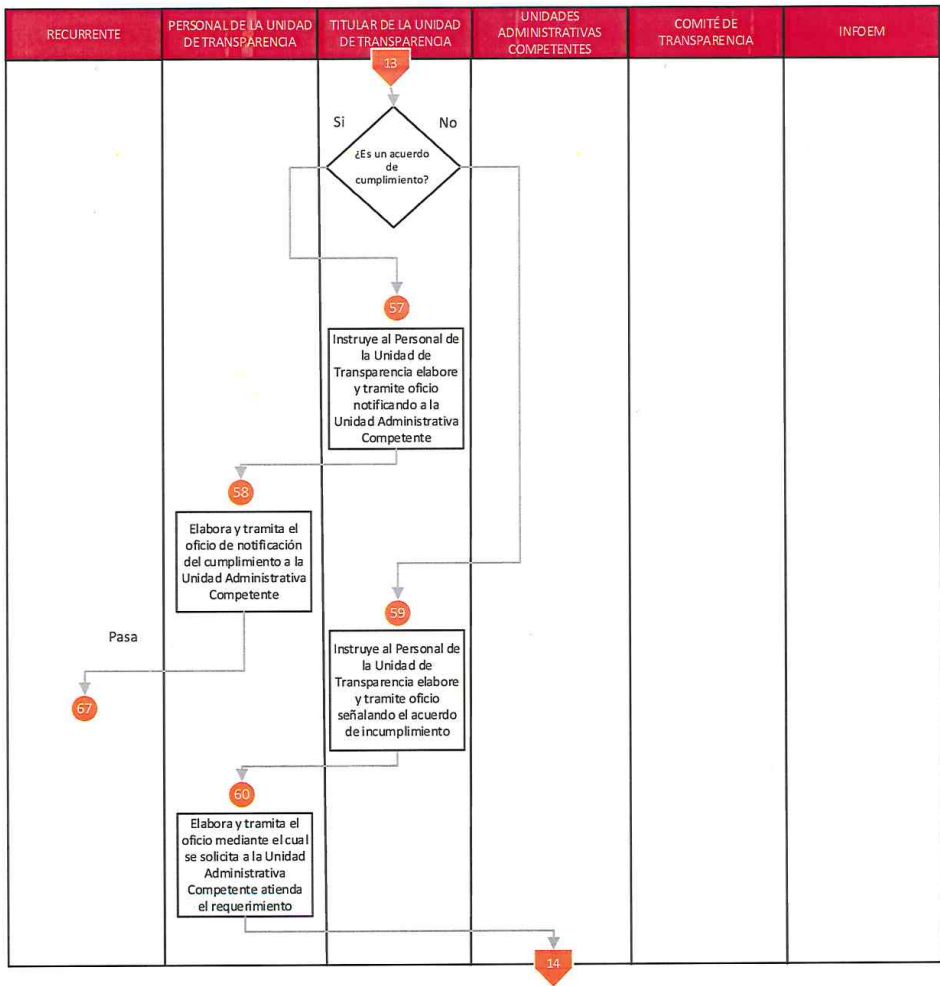 RECURRENTE
PERSONAL DE LA UNIDAD
DE TRANSPARENCIA
TITULAR DE LA UNIDAD
DE TRANSPARENCIA
UNIDADES
ADMINISTRATIVAS
COMPETENTES
COMITÉ DE
TRANSPARENCIA
INFOEM
13
Si
No
¿Es un acuerdo
de
cumplimiento?
57
Instruye al Personal de
la Unidad de
Transparencia elabore
y tramite oficio
notificando a la
Unidad Administrativa
Competente
58
Elabora y tramita el
oficio de notificación
del cumplimiento a la
Unidad Administrativa
Competente
Pasa
67
59
Instruye al Personal de
la Unidad de
Transparencia elabore
y tramite oficio
señalando el acuerdo
de incumplimiento
60
Elabora y tramita el
oficio mediante el cual
se solicita a la Unidad
Administrativa
Competente atienda
el requerimiento
14